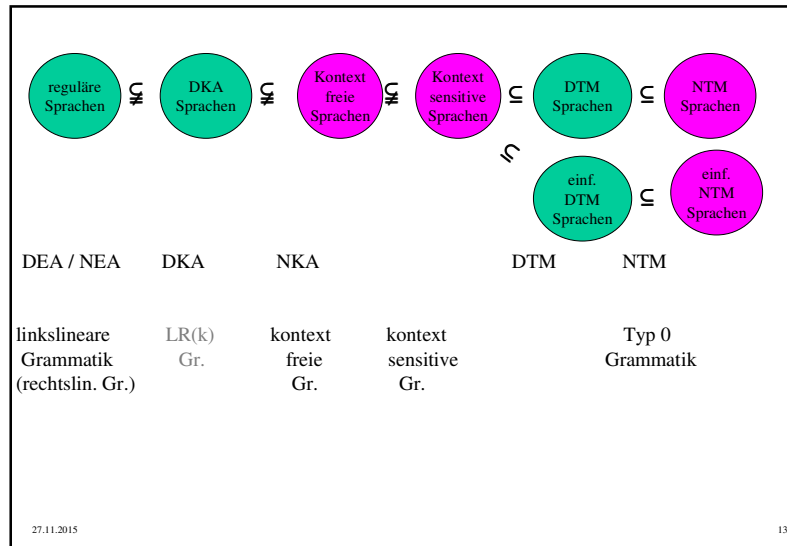 reguläre
Sprachen
⊊
DKA
Sprachen
⊊
Kontext
freie
Sprachen
⊊
Kontext
sensitive
Sprachen
⊆
DTM
Sprachen
⊆
NTM
Sprachen
⊆
einf.
DTM
Sprachen
⊆
einf.
NTM
Sprachen
DEA / NEA DKA NKA DTM NTM
linkslineare LR(k) kontext kontext Typ 0
Grammatik Gr. freie sensitive Grammatik
(rechtslin. Gr.) Gr. Gr.
27.11.2015 13